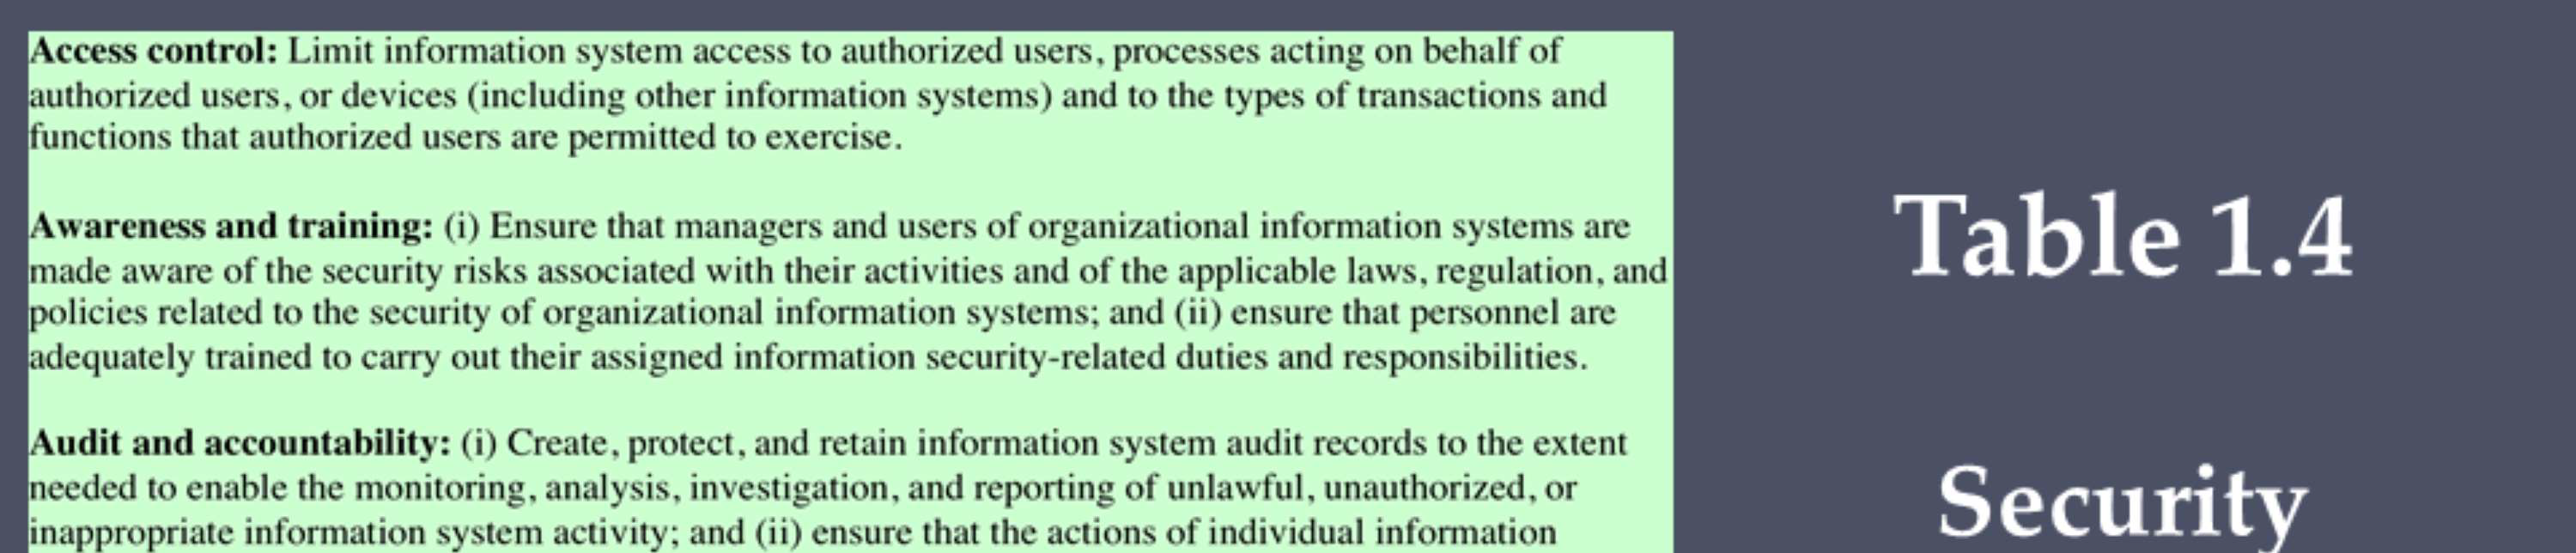 Access control: Limit information system access to authorized users, processes acting on behalf of
authorized users, or devices (including other information systems) and to the types of transactions and
functions that authorized users are permitted to exercise.
Awareness and training: (i) Ensure that managers and users of organizational information systems are
made aware of the security risks associated with their activities and of the applicable laws, regulation, and
policies related to the security of organizational information systems; and (ii) ensure that personnel are
adequately trained to carry out their assigned information security-related duties and responsibilities.
Audit and accountability: (i) Create, protect, and retain information system audit records to the extent
needed to enable the monitoring, analysis, investigation, and reporting of unlawful, unauthorized, or
inappropriate information system activity; and (ii) ensure that the actions of individual information
Table 1.4
Security